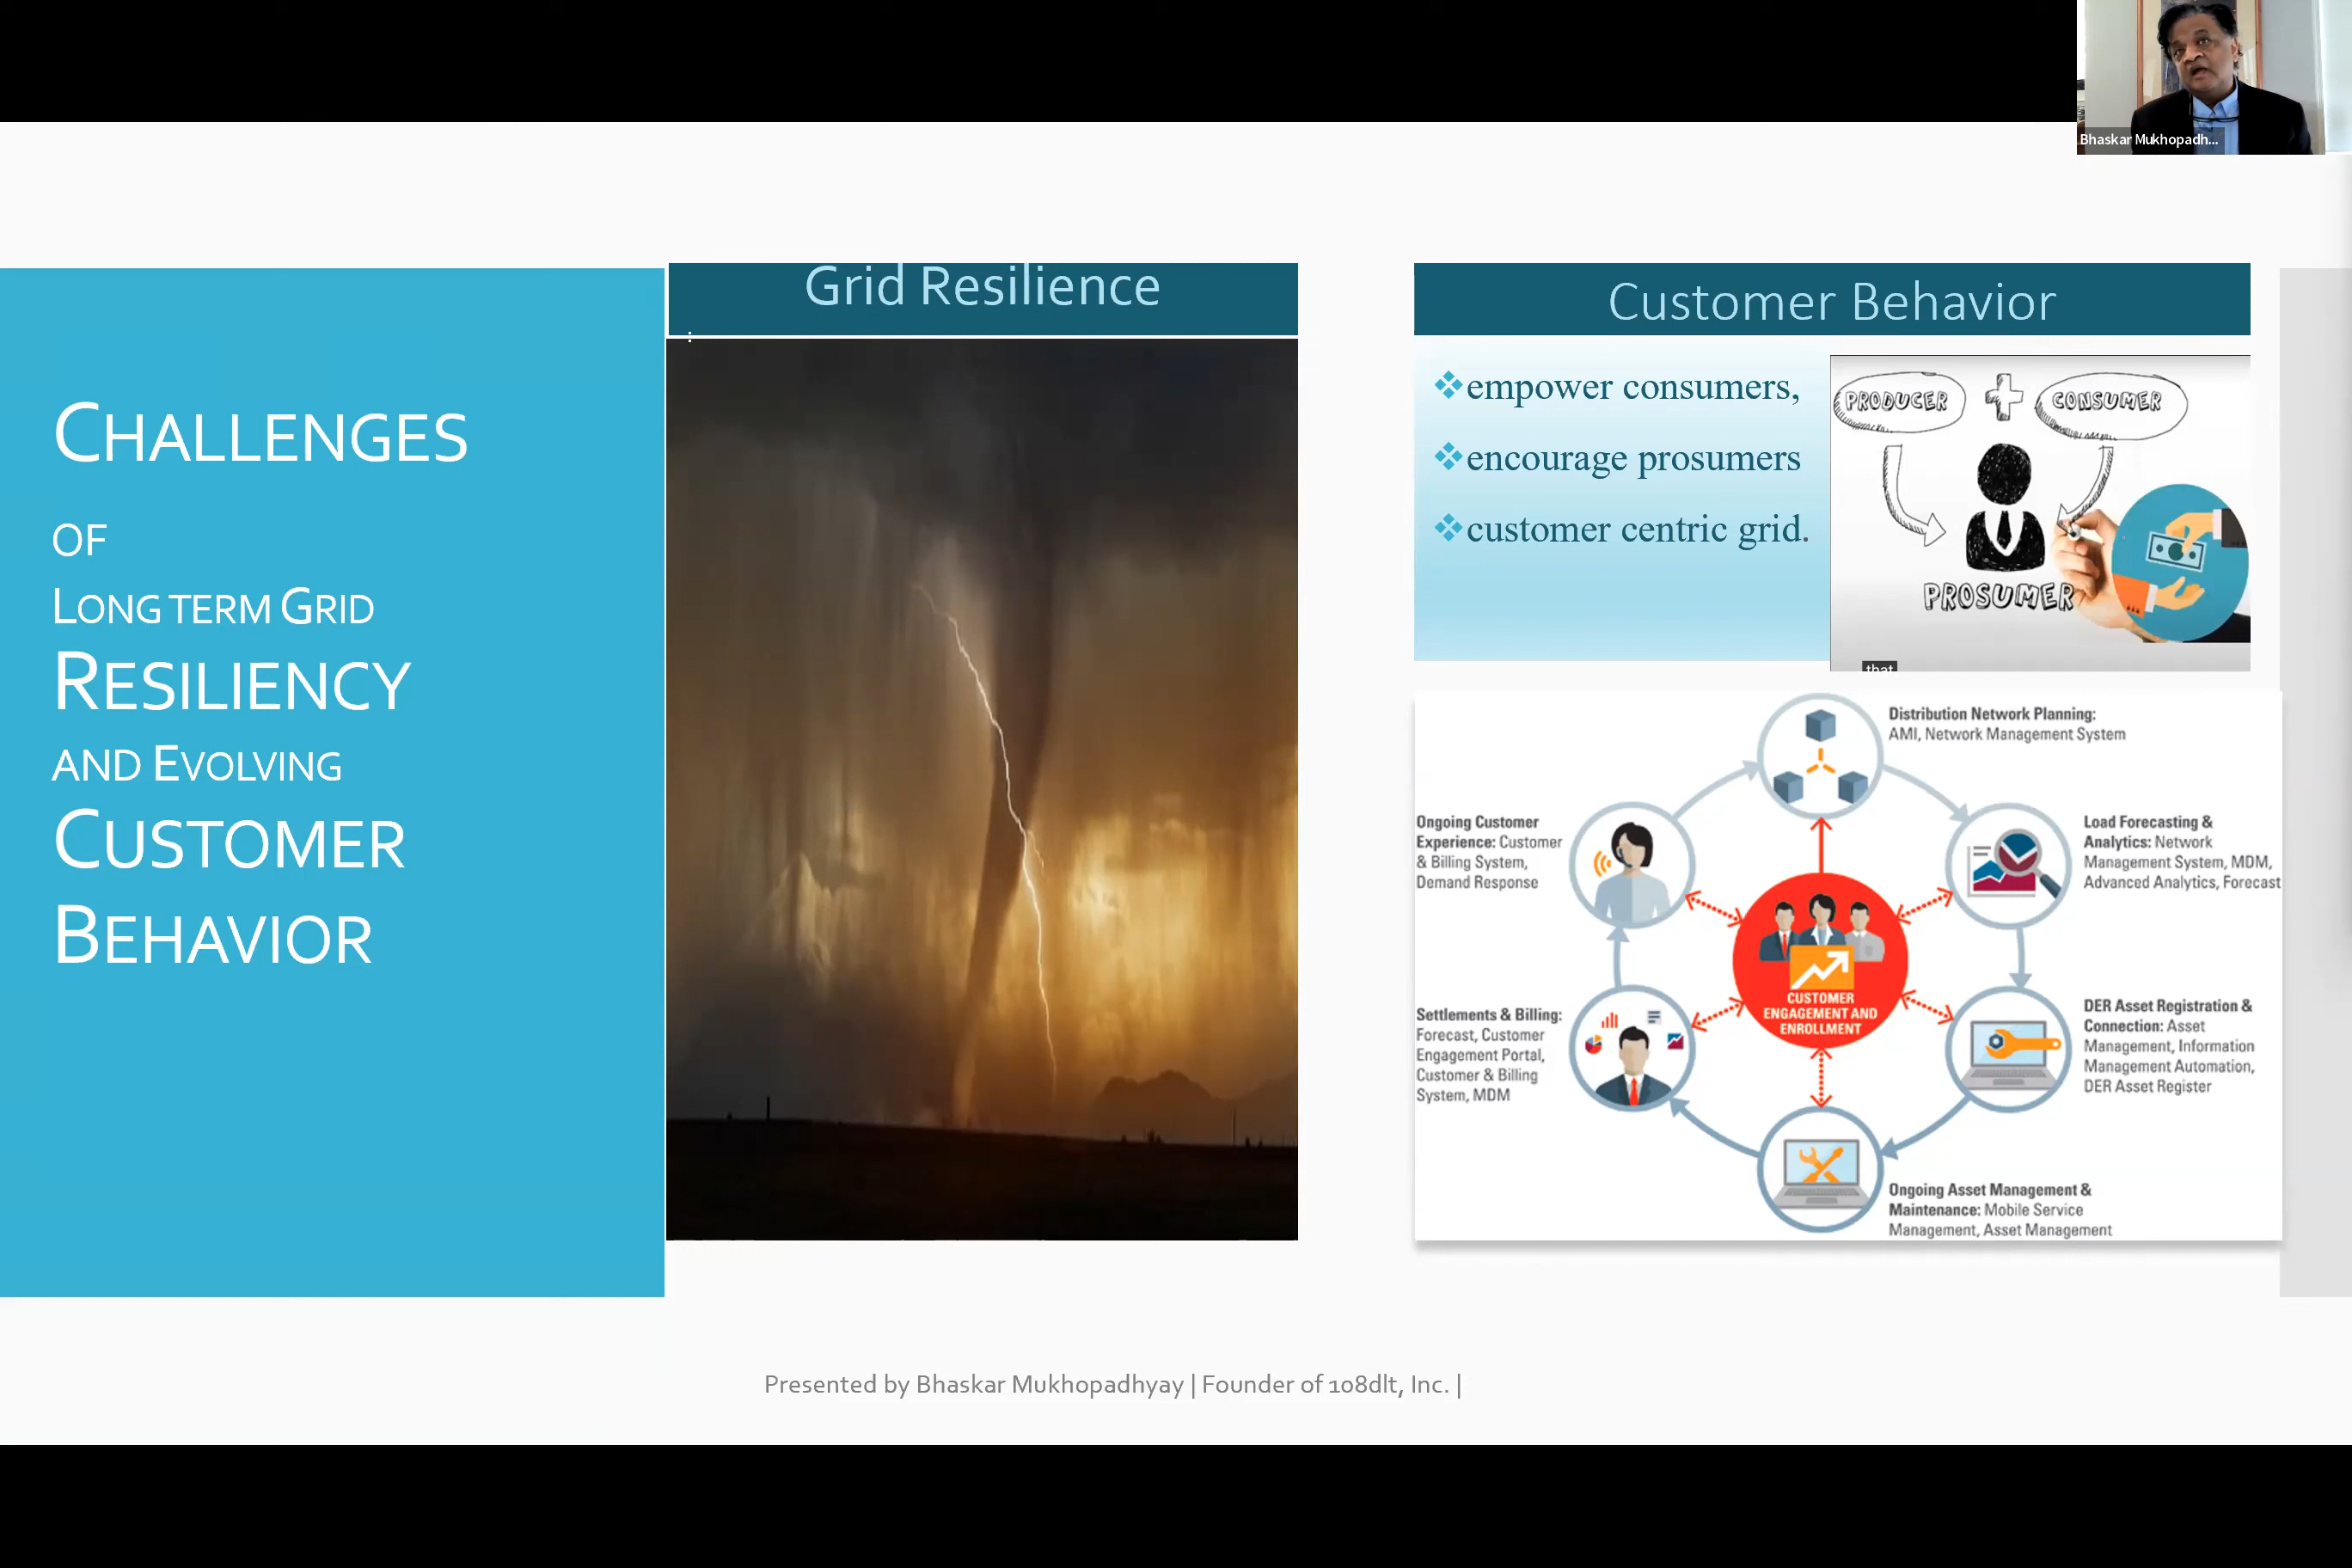 Bhaskar Mukhopadh...
CHALLENGES
OF
LONG TERM GRID
RESILIENCY
AND EVOLVING
CUSTOMER
BEHAVIOR
Grid Resilience
:
Customer Behavior
❖empower consumers,
❖encourage prosumers
❖customer centric grid.
PRODUCER + CONSUMER
PROSUMER
that
Distribution Network Planning:
AMI, Network Management System
Load Forecasting &
Analytics: Network
Management System, MDM,
Advanced Analytics, Forecast
DER Asset Registration &
Connection: Asset
Management, Information
Management Automation,
DER Asset Register
Ongoing Asset Management &
Maintenance: Mobile Service
Management, Asset Management
Settlements & Billing:
Forecast, Customer
Engagement Portal,
Customer & Billing
System, MDM
Ongoing Customer
Experience: Customer
& Billing System,
Demand Response
CUSTOMER
ENGAGEMENT AND
ENROLLMENT
Presented by Bhaskar Mukhopadhyay | Founder of 108dlt, Inc. |